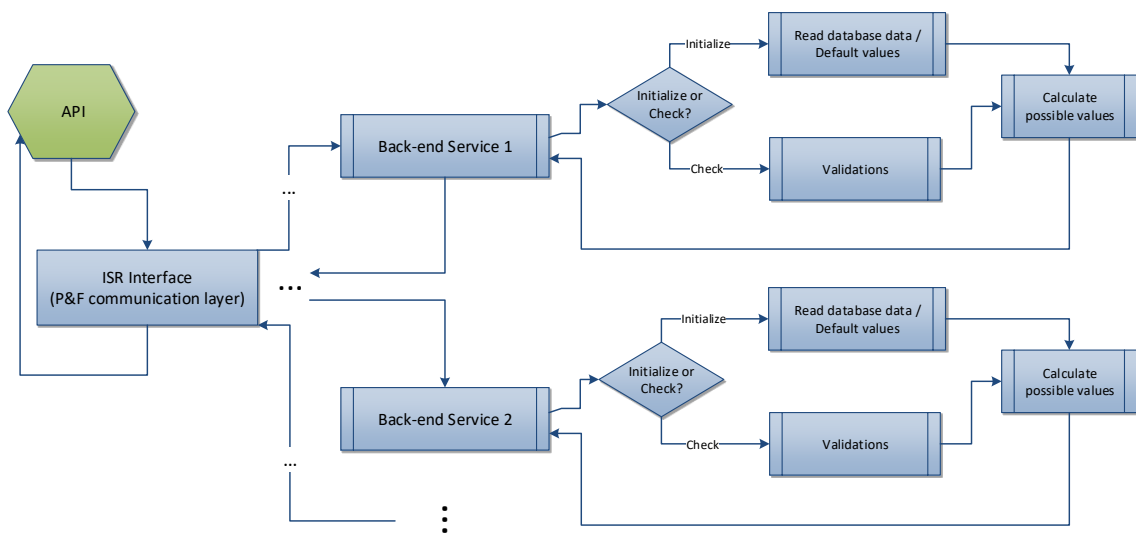 API
ISR Interface
(P&F communication layer)
...
...
Back-end Service 1
Initialize or
Check?
Initialize
Check
Read database data /
Default values
Validations
Calculate
possible values
...
Back-end Service 2
Initialize or
Check?
Initialize
Check
Read database data /
Default values
Validations
Calculate
possible values
...